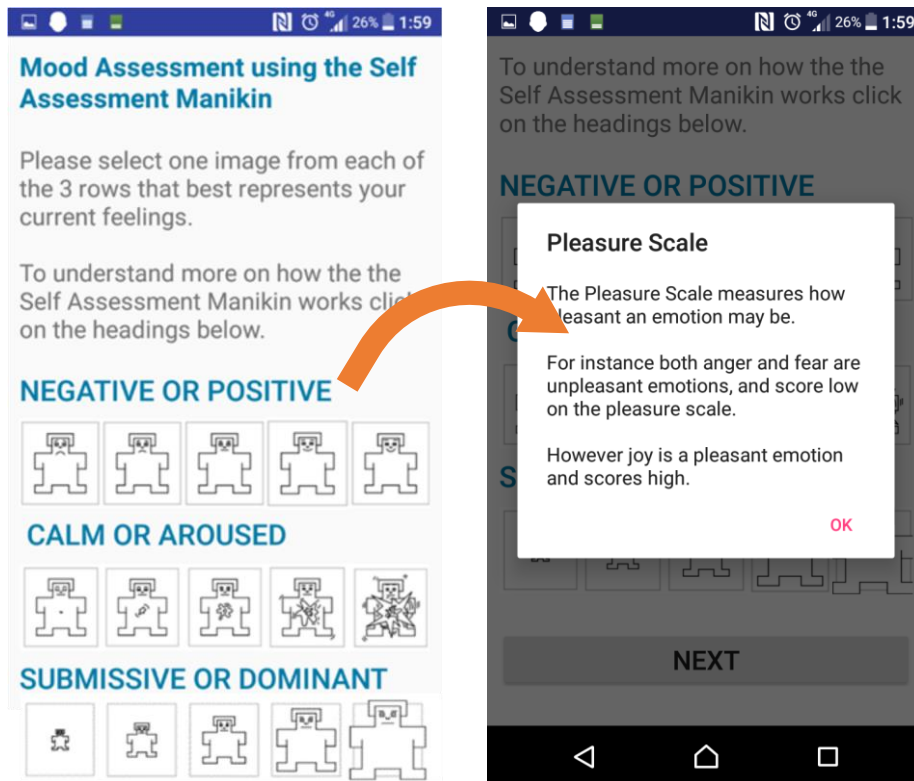 4G 26% 1:59
Mood Assessment using the Self
Assessment Manikin
Please select one image from each of
the 3 rows that best represents your
current feelings.
To understand more on how the the
Self Assessment Manikin works click
on the headings below.
NEGATIVE OR POSITIVE
CALM OR AROUSED
SUBMISSIVE OR DOMINANT
4G 26% 1:59
To understand more on how the the
Self Assessment Manikin works click
on the headings below.
NEGATIVE OR POSITIVE
Pleasure Scale
The Pleasure Scale measures how
pleasant an emotion may be.
For instance both anger and fear are
unpleasant emotions, and score low
on the pleasure scale.
However joy is a pleasant emotion
and scores high.
OK
NEXT